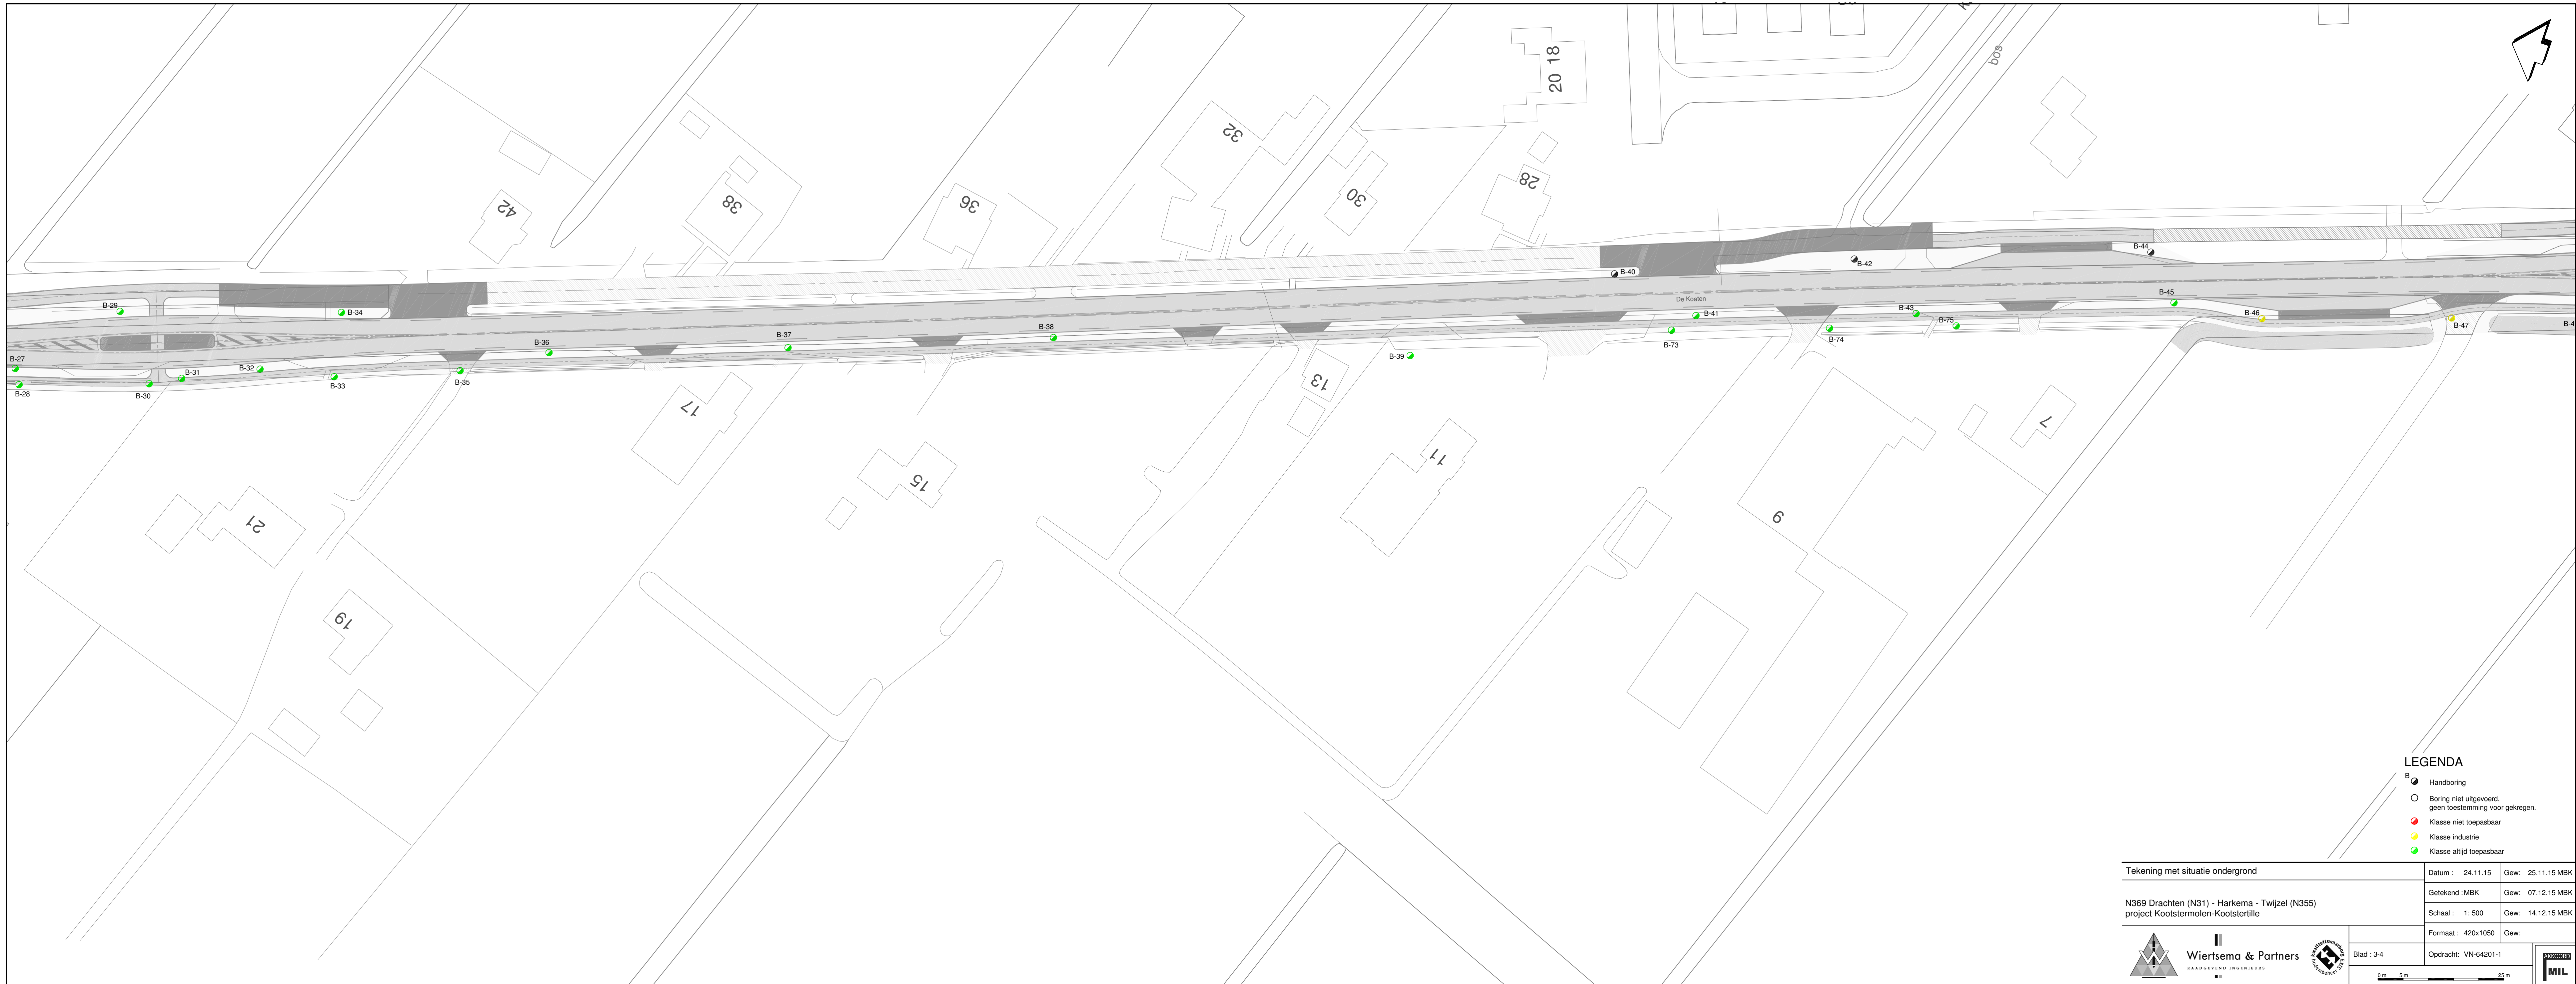 bos
20 18
32
42
38
36
30
28
B-44
B-42
B-40
De Koaten
B-45
B-29
B-34
B-41
B-43
B-46
B-47
B-4
B-75
B-74
B-73
B-38
B-37
B-36
B-39
B-27
B-31
B-32
B-33
B-35
B-28
B-30
13
17
11
7
15
9
21
19
LEGENDA
B
Handboring
Boring niet uitgevoerd,
geen toestemming voor gekregen.
Klasse niet toepasbaar
Klasse industrie
Klasse altijd toepasbaar
Tekening met situatie ondergrond
Datum : 24.11.15 Gew: 25.11.15 MBK
Getekend : MBK Gew: 07.12.15 MBK
N369 Drachten (N31) - Harkema - Twijzel (N355)
project Kootstermolen-Kootstertille
Schaal : 1: 500 Gew: 14.12.15 MBK
Formaat : 420x1050 Gew:
Wiertsema & Partners
RAADGEVEND INGENIEURS
Blad : 3-4
Opdracht: VN-64201-1
AKKOORD
MIL
0 m 5 m 25 m